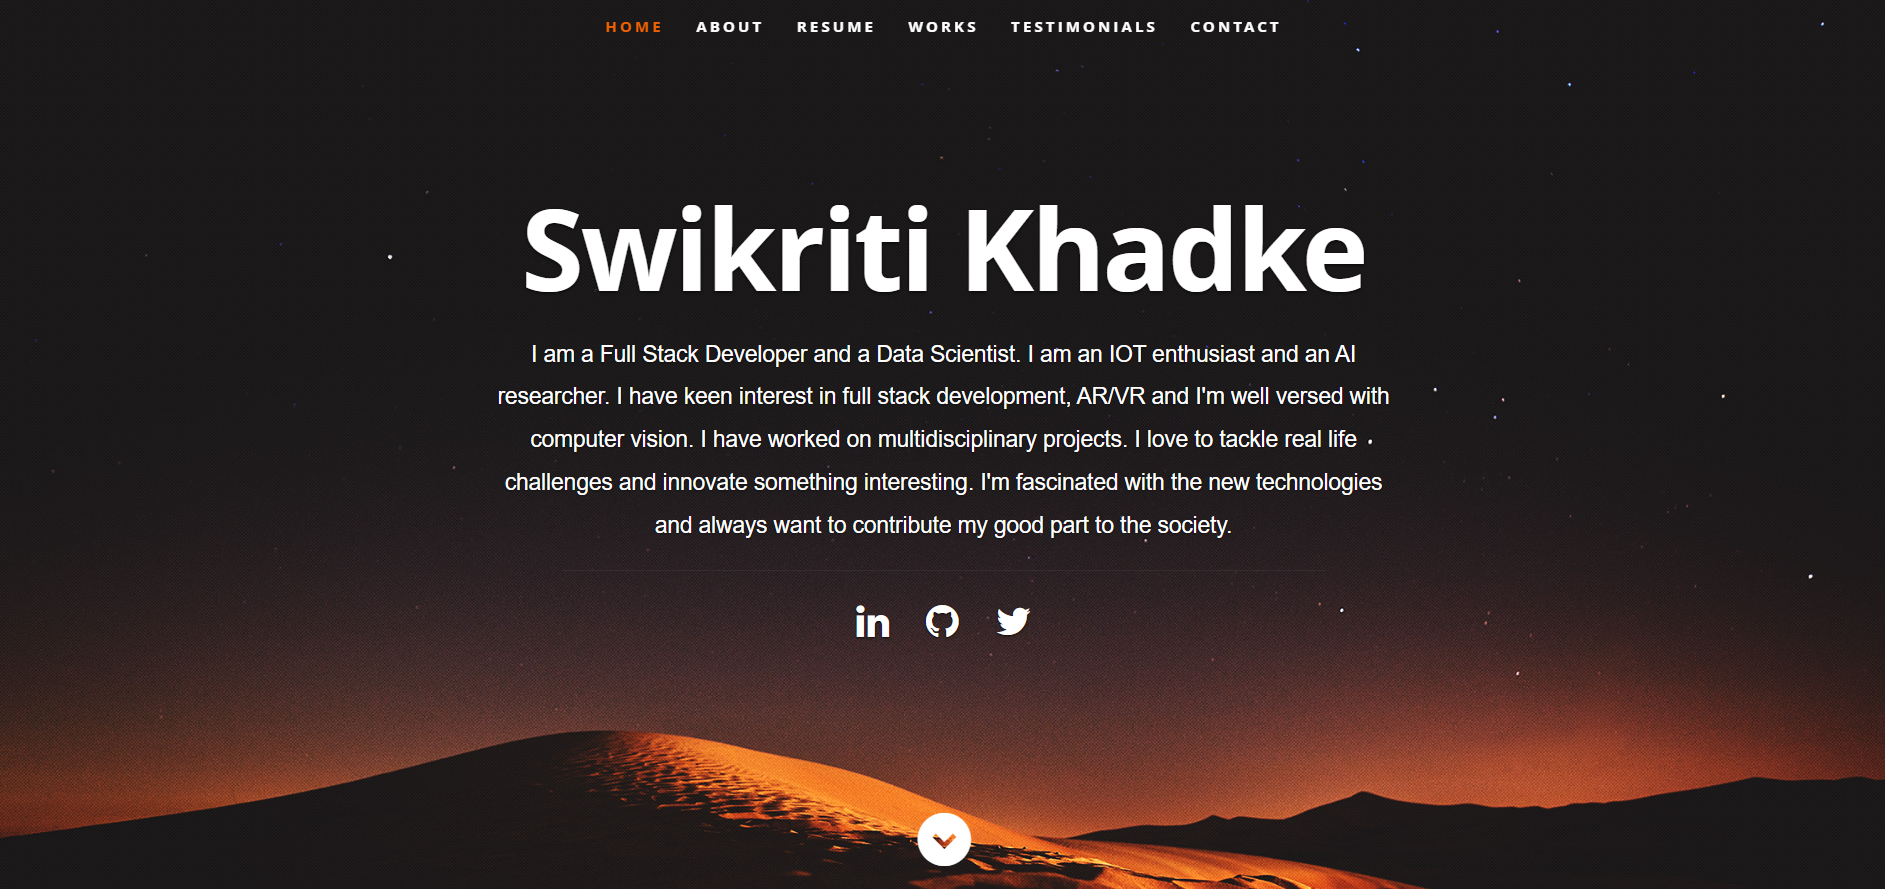 HOME ABOUT RESUME WORKS TESTIMONIALS CONTACT
Swikriti Khadke
I am a Full Stack Developer and a Data Scientist. I am an IOT enthusiast and an AI
researcher. I have keen interest in full stack development, AR/VR and I'm well versed with
computer vision. I have worked on multidisciplinary projects. I love to tackle real life
challenges and innovate something interesting. I'm fascinated with the new technologies
and always want to contribute my good part to the society.
in